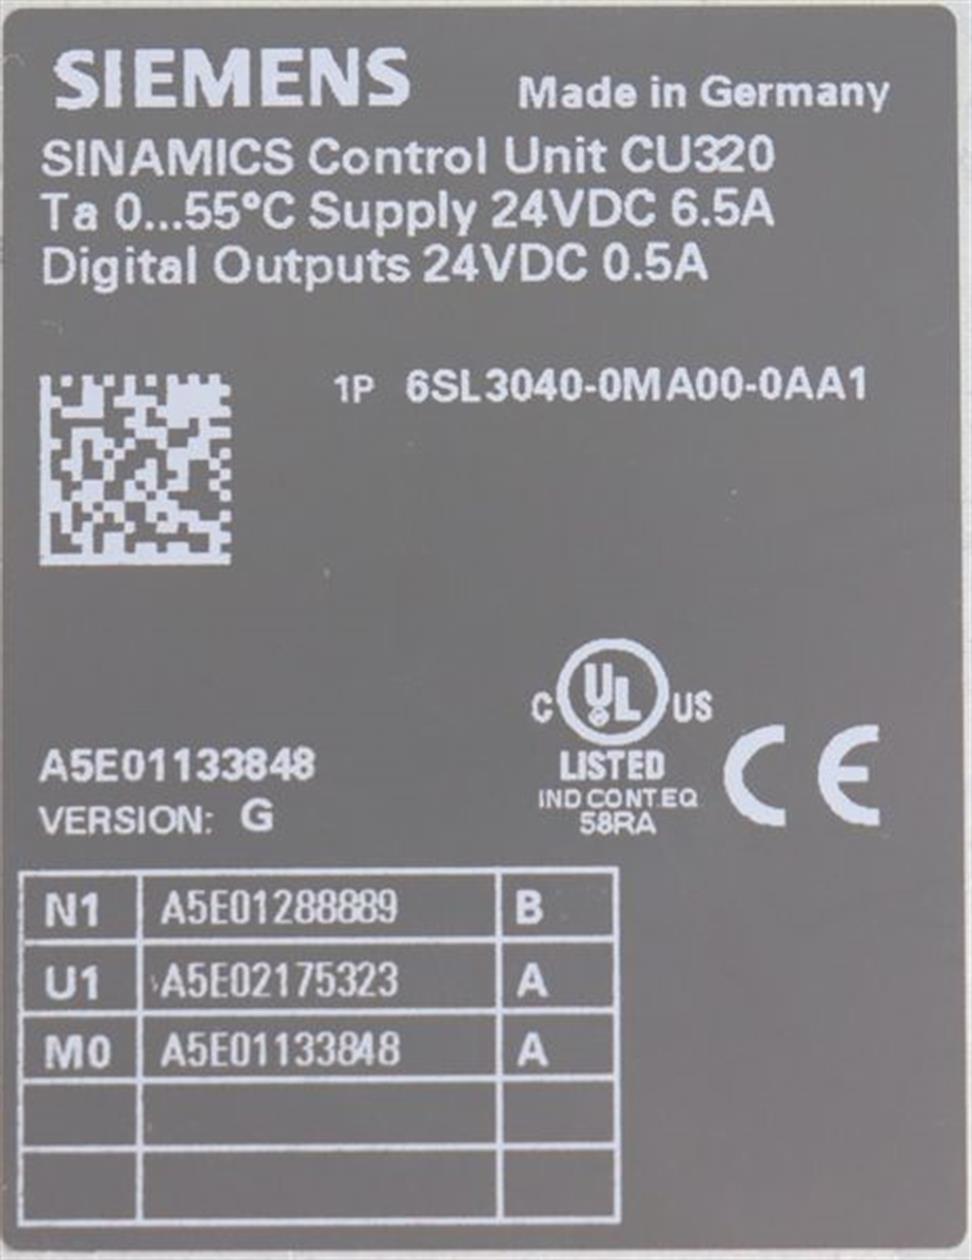 SIEMENS
Made in Germany
SINAMICS Control Unit CU320
Ta 0...55°C Supply 24VDC 6.5A
Digital Outputs 24VDC 0.5A
1P 6SL3040-0MA00-0AA1
C UL US
LISTED
IND CONT.EQ
58RA
CE
A5E01133848
VERSION: G
N1 A5E01288889 B
U1 A5E02175323 A
M0 A5E01133848 A